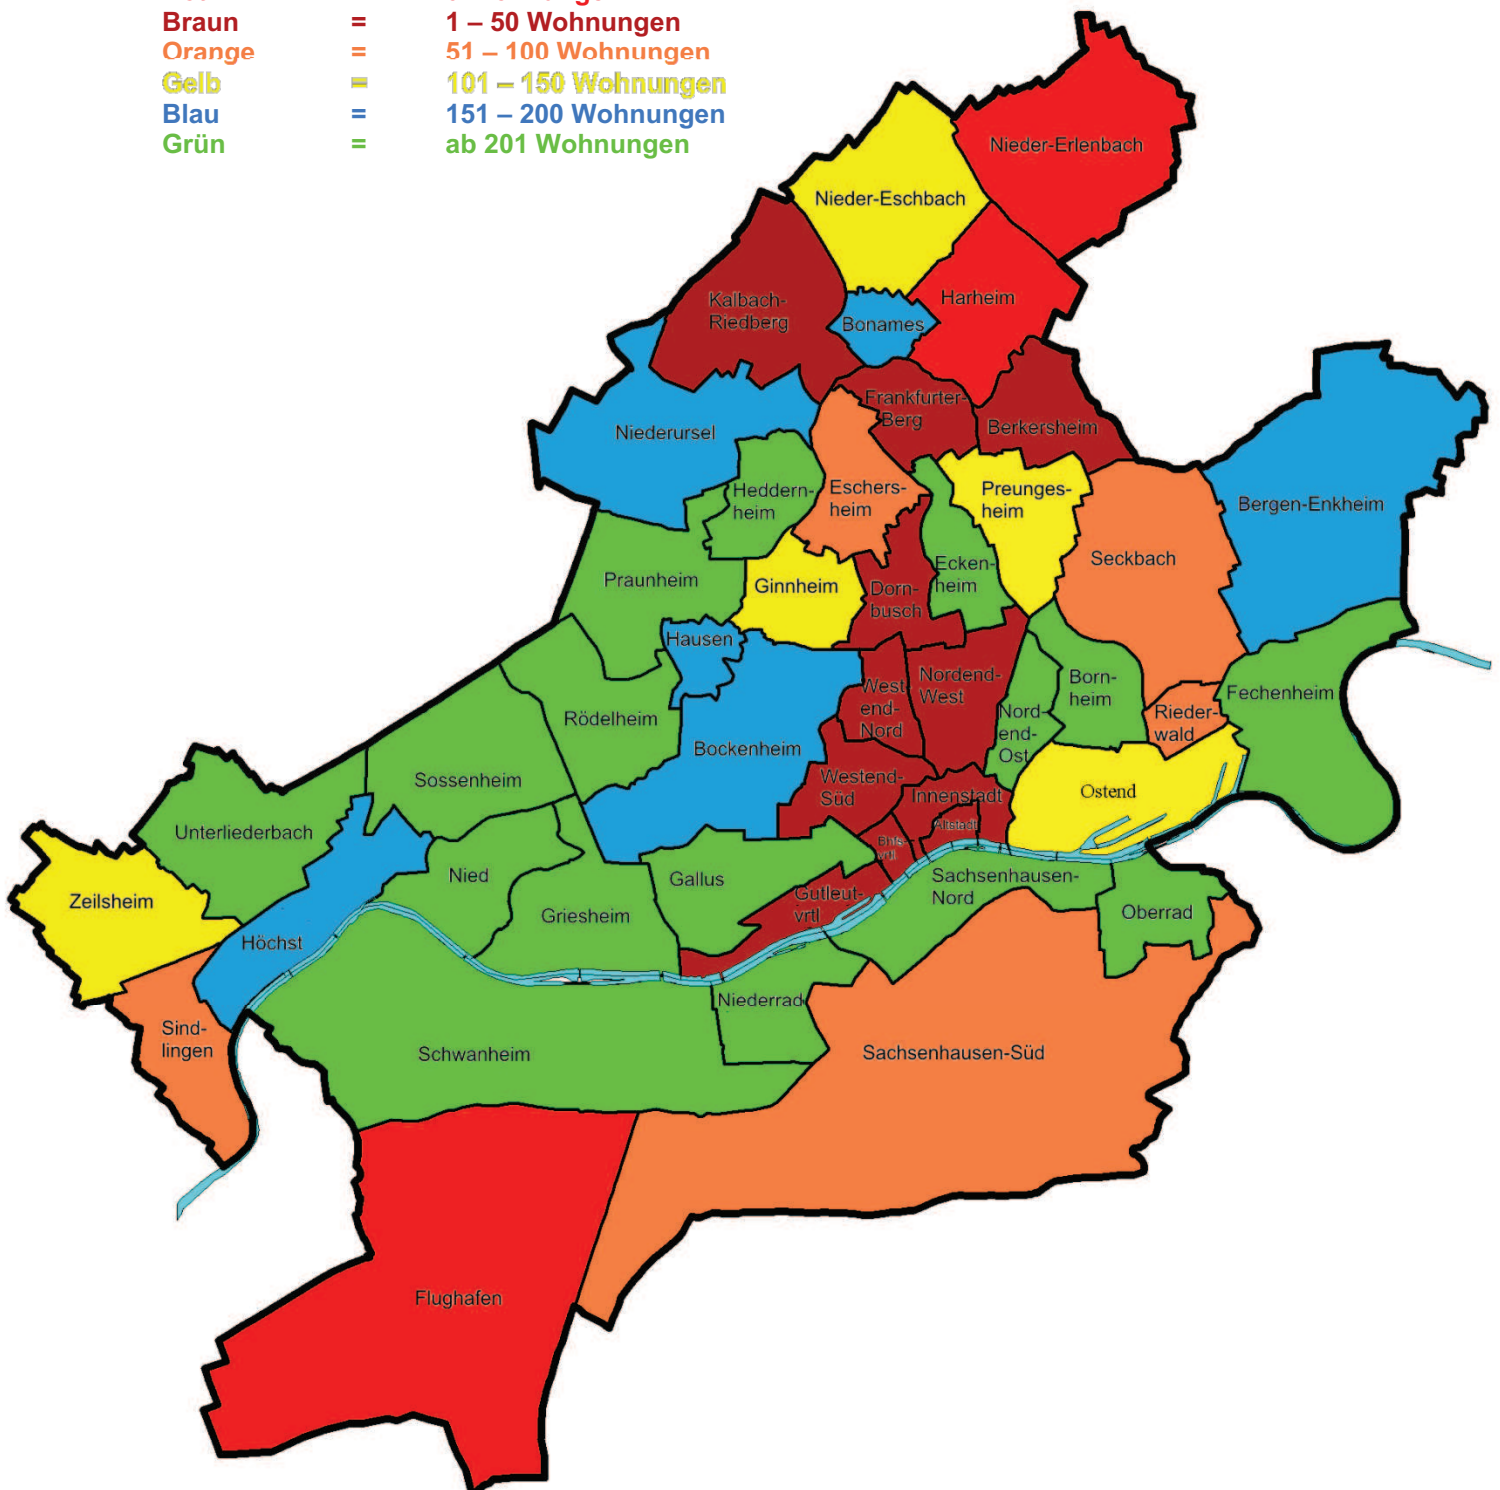 Braun = 1 – 50 Wohnungen
Orange = 51 – 100 Wohnungen
Gelb = 101 – 150 Wohnungen
Blau = 151 – 200 Wohnungen
Grün = ab 201 Wohnungen
Nieder-Erlenbach
Nieder-Eschbach
Harheim
Kalbach-
Riedberg
Bonames
Frankfurter-
Berg
Berkersheim
Niederursel
Heddern-
heim
Eschers-
heim
Preunges-
heim
Bergen-Enkheim
Seckbach
Praunheim
Ginnheim
Dorn-
busch
Ecken-
heim
Hausen
West-
end-
Nord
Nordend-
West
Nord-
end-
Ost
Born-
heim
Rieder-
wald
Fechenheim
Rödelheim
Bockenheim
Sossenheim
Westend-
Süd
Innenstadt
Altstadt
Ostend
Unterliederbach
Nied
Griesheim
Gallus
Gutleut-
vrtl
Sachsenhausen-
Nord
Oberrad
Zeilsheim
Höchst
Sind-
lingen
Niederrad
Schwanheim
Sachsenhausen-Süd
Flughafen